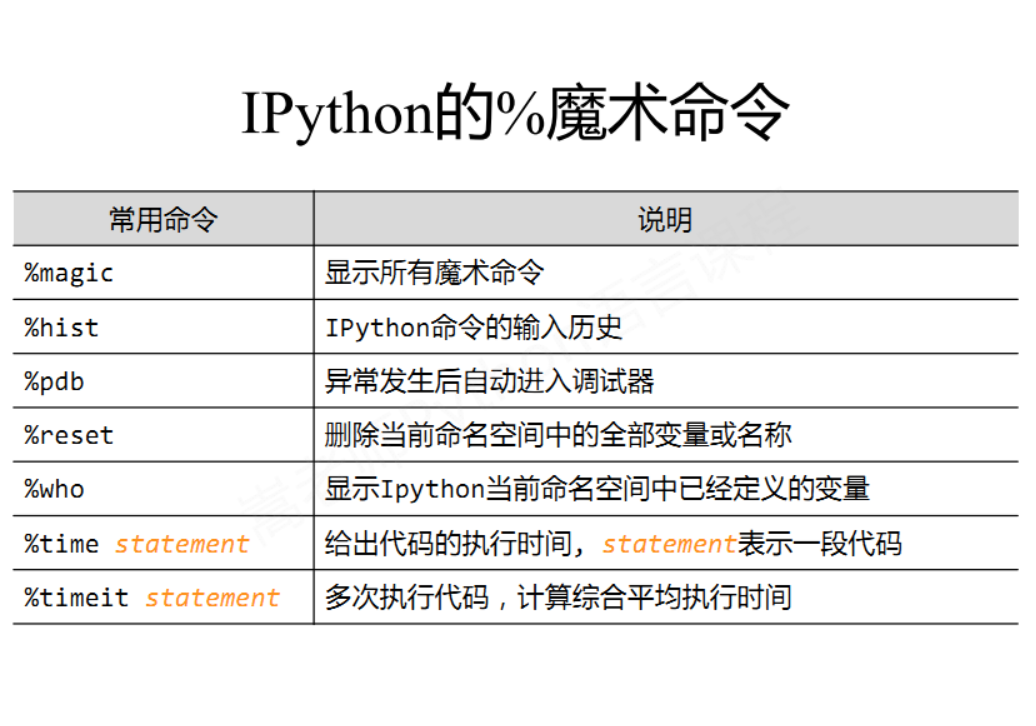 IPython的%魔术命令
常用命令 说明
%magic 显示所有魔术命令
%hist IPython命令的输入历史
%pdb 异常发生后自动进入调试器
%reset 删除当前命名空间中的全部变量或名称
%who 显示Ipython当前命名空间中已经定义的变量
%time statement 给出代码的执行时间, statement表示一段代码
%timeit statement 多次执行代码，计算综合平均执行时间